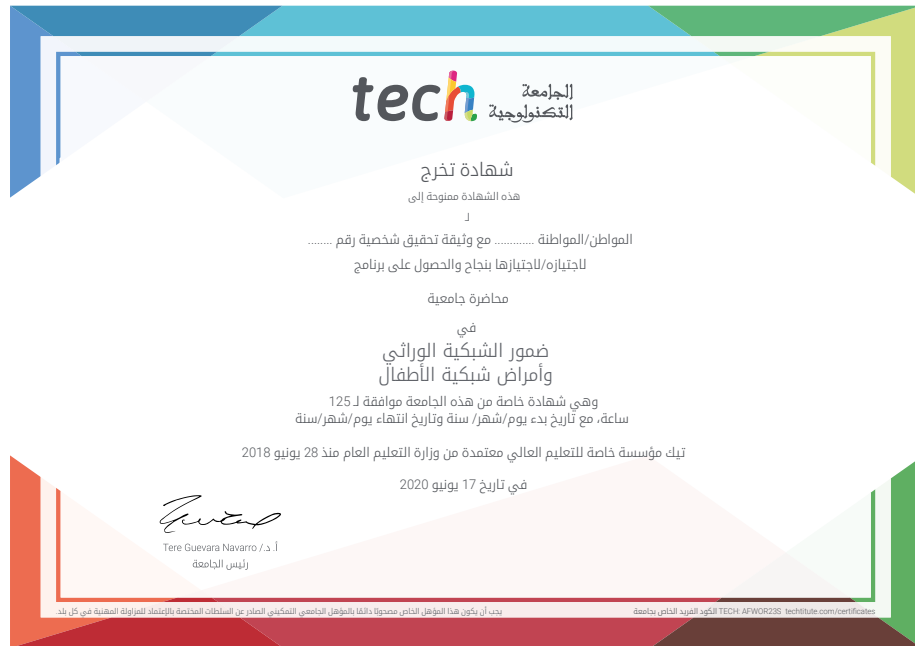 tech الجامعة
التكنولوجية
شهادة تخرج
هذه الشهادة ممنوحة إلى
لـ
المواطن/المواطنة ............ مع وثيقة تحقيق شخصية رقم ........
لاجتيازه/لاجتيازها بنجاح والحصول على برنامج
محاضرة جامعية
في
ضمور الشبكية الوراثي
وأمراض شبكية الأطفال
وهي شهادة خاصة من هذه الجامعة موافقة لـ 125
ساعة، مع تاريخ بدء يوم/شهر/ سنة وتاريخ انتهاء يوم/شهر/سنة
تيك مؤسسة خاصة للتعليم العالي معتمدة من وزارة التعليم العام منذ 28 يونيو 2018
في تاريخ 17 يونيو 2020
أ. د./ Tere Guevara Navarro
رئيس الجامعة
يجب أن يكون هذا المؤهل الخاص مصحوبًا دائمًا بالمؤهل الجامعي التمكيني الصادر عن السلطات المختصة بالإعتماد للمزاولة المهنية في كل بلد.
الكود الفريد الخاص بجامعة TECH: AFWOR23S techtitute.com/certificates